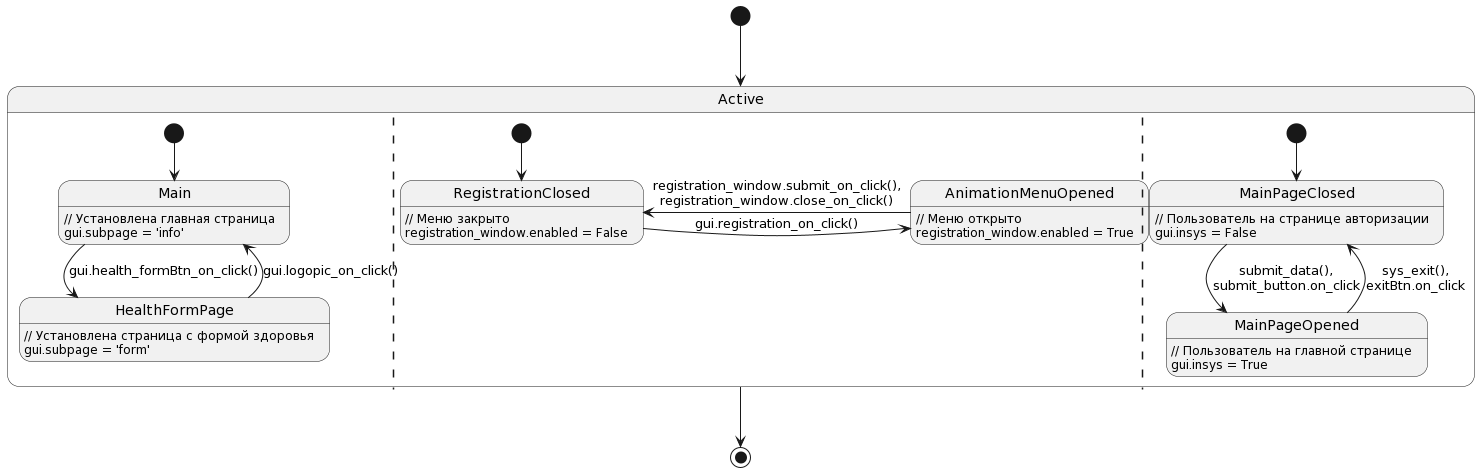 Active
Main
// Установлена главная страница
gui.subpage = 'info'
gui.health_formBtn_on_click()
gui.logopic_on_click()
HealthFormPage
// Установлена страница с формой здоровья
gui.subpage = 'form'
RegistrationClosed
// Меню закрыто
registration_window.enabled = False
registration_window.submit_on_click(),
registration_window.close_on_click()
gui.registration_on_click()
AnimationMenuOpened
// Меню открыто
registration_window.enabled = True
MainPageClosed
// Пользователь на странице авторизации
gui.insys = False
submit_data(),
submit_button.on_click
sys_exit(),
exitBtn.on_click
MainPageOpened
// Пользователь на главной странице
gui.insys = True